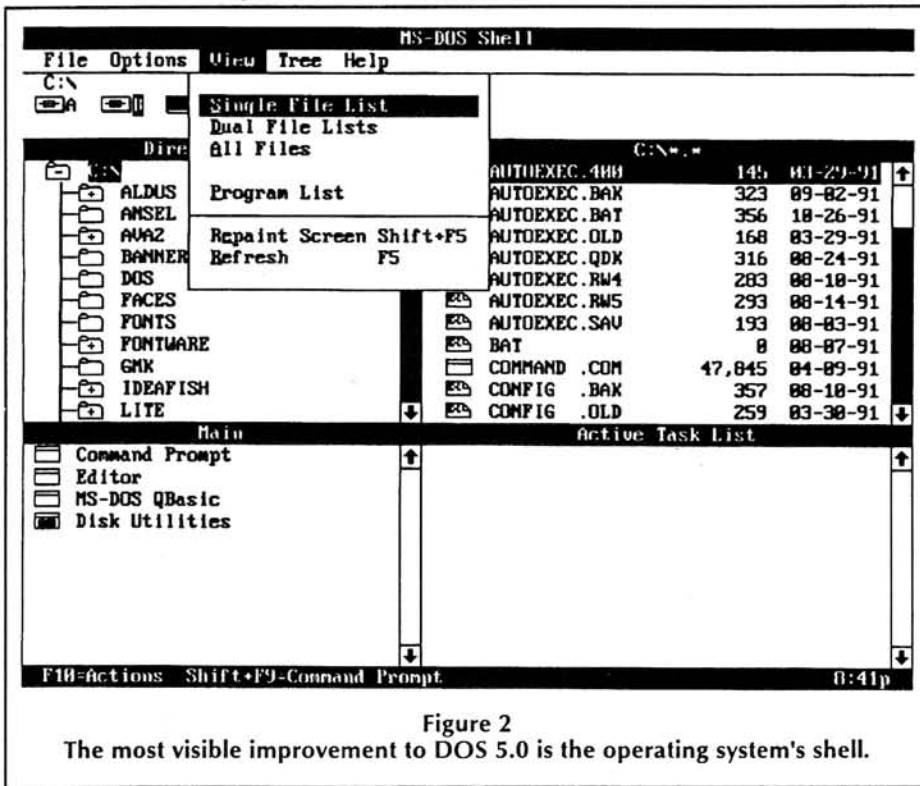 MS-DOS Shell
File Options View Tree Help
C:\
A B
Single File List
Dual File Lists
All Files
Program List
Repaint Screen Shift+F5
Refresh F5
Dire
C:\
ALDUS
ANSEL
AVA2
BANNER
DOS
FACES
FONTS
FONTWARE
GMK
IDEAFISH
LITE
C:\*.*
AUTOEXEC.400 145 03-29-91
AUTOEXEC.BAK 323 09-02-91
AUTOEXEC.BAT 356 10-26-91
AUTOEXEC.OLD 168 03-29-91
AUTOEXEC.QDK 316 08-24-91
AUTOEXEC.RW4 283 08-10-91
AUTOEXEC.RW5 293 08-14-91
AUTOEXEC.SAV 193 08-03-91
BAT 0 08-07-91
COMMAND .COM 47,845 04-09-91
CONFIG .BAK 357 08-10-91
CONFIG .OLD 259 03-30-91
Main
Command Prompt
Editor
MS-DOS QBasic
Disk Utilities
Active Task List
F10=Actions Shift+F9=Command Prompt 8:41p
Figure 2
The most visible improvement to DOS 5.0 is the operating system's shell.